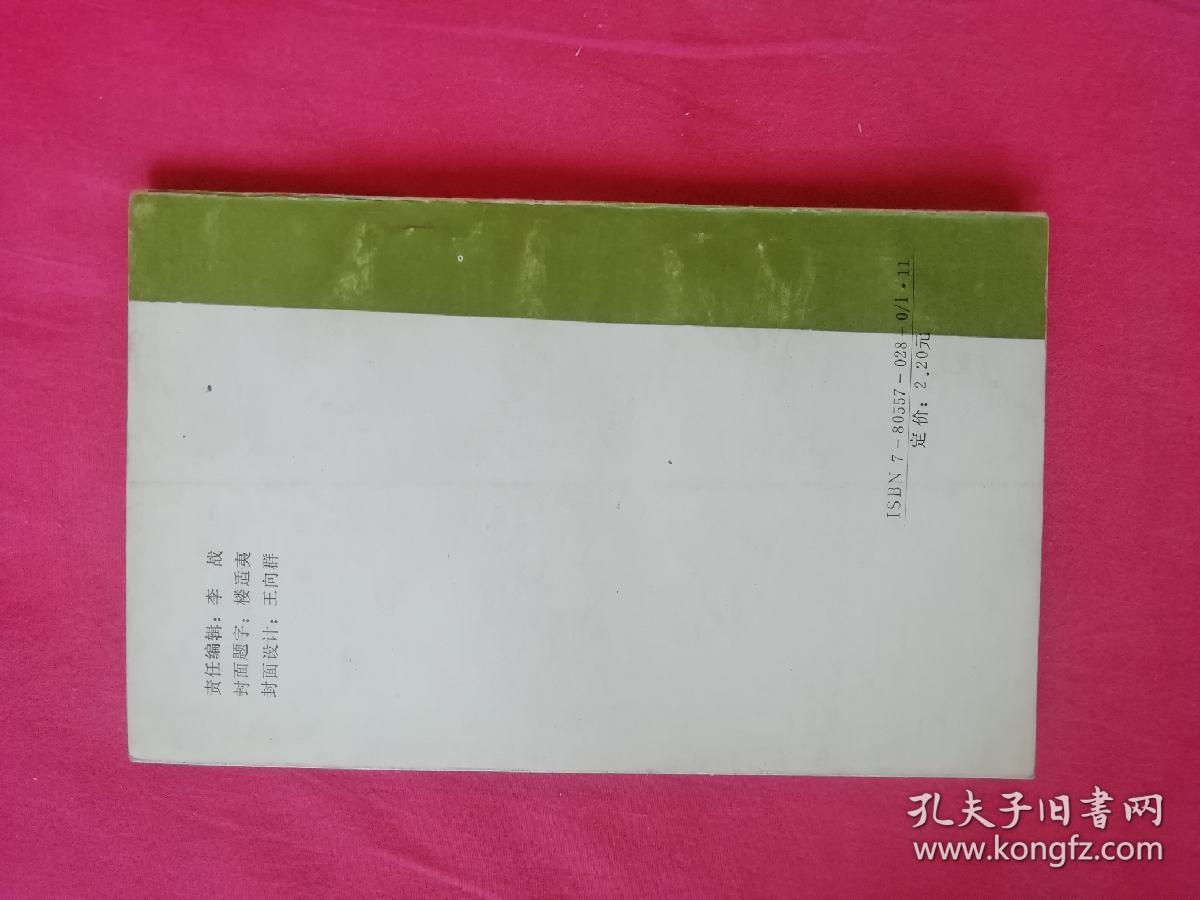 责任编辑：李 战
封面题字：楼适夷
封面设计：王向群
ISBN 7-80557-028-0/I·11
定价：2.20元
孔夫子旧书网
www.kongfz.com